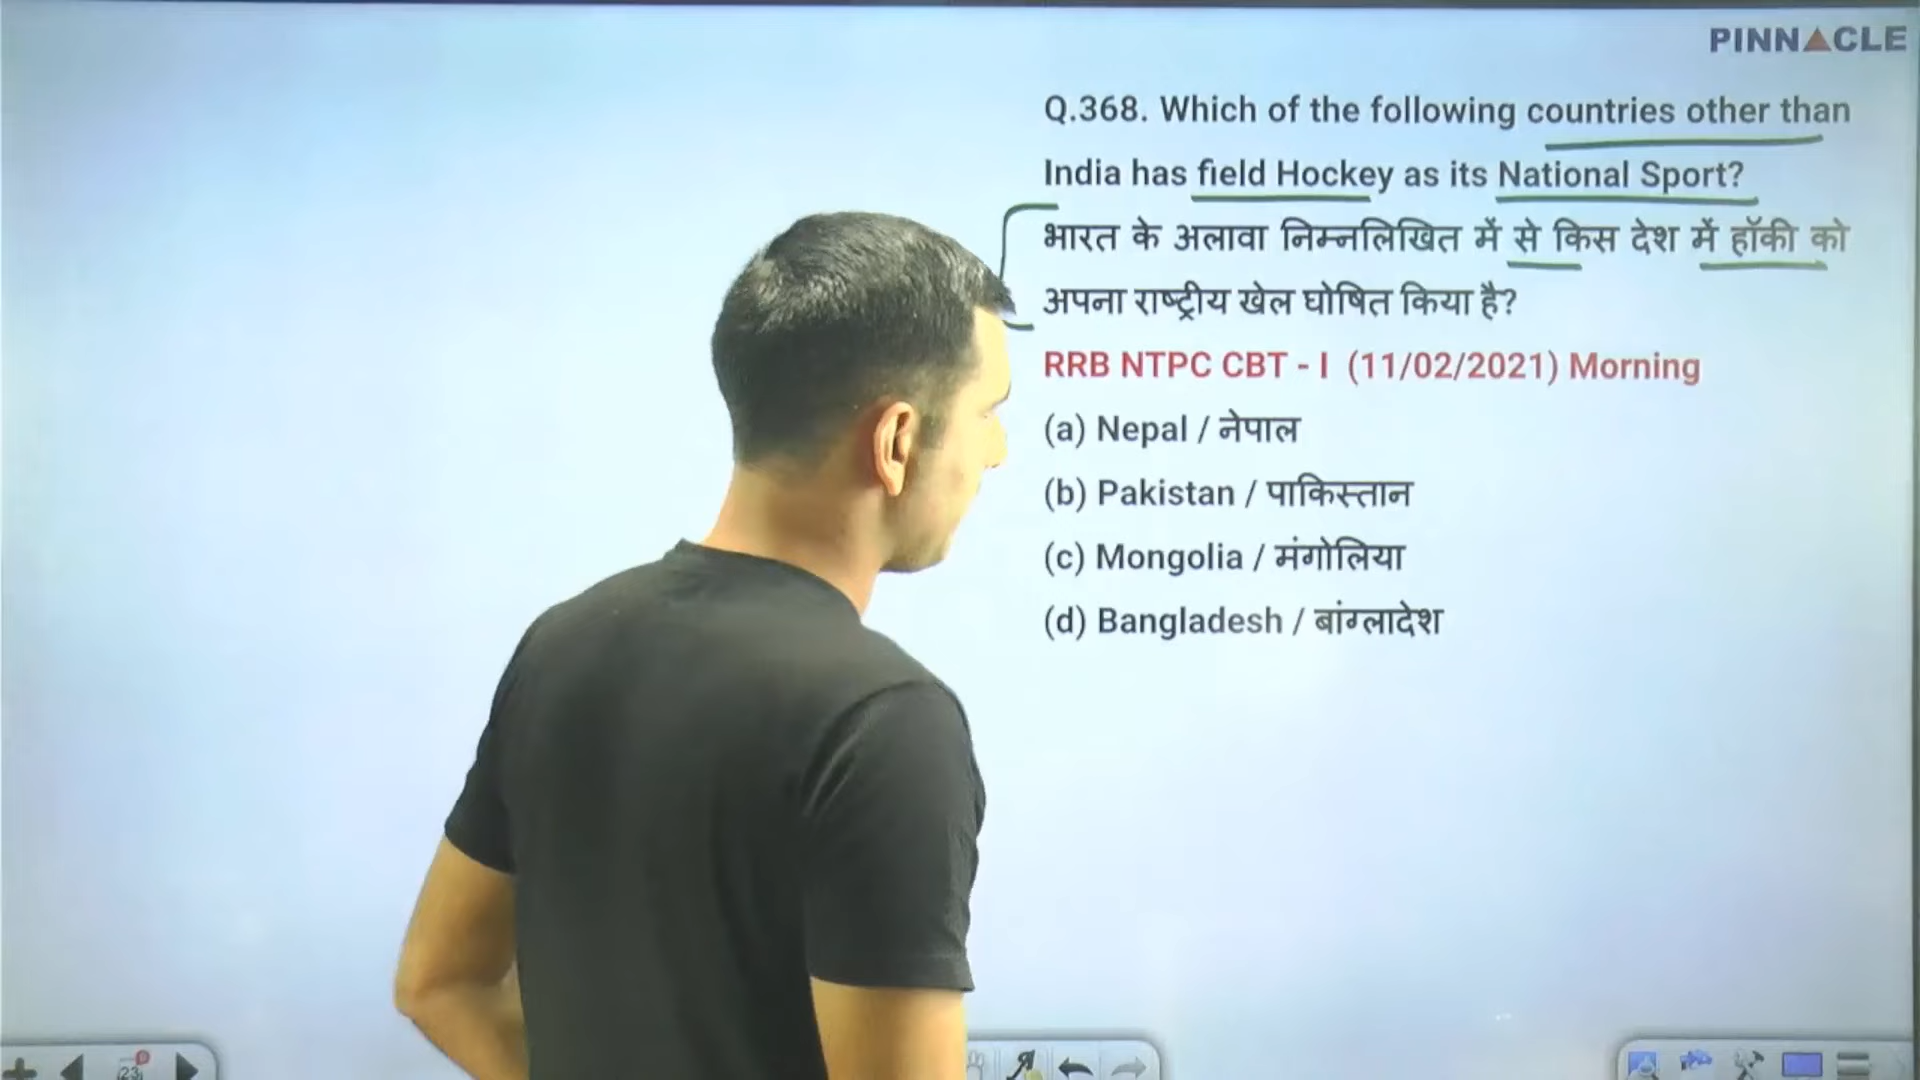 PINNACLE
Q.368. Which of the following countries other than
India has field Hockey as its National Sport?
भारत के अलावा निम्नलिखित में से किस देश में हॉकी को
अपना राष्ट्रीय खेल घोषित किया है?
RRB NTPC CBT - I (11/02/2021) Morning
(a) Nepal / नेपाल
(b) Pakistan / पाकिस्तान
(c) Mongolia / मंगोलिया
(d) Bangladesh / बांग्लादेश
23